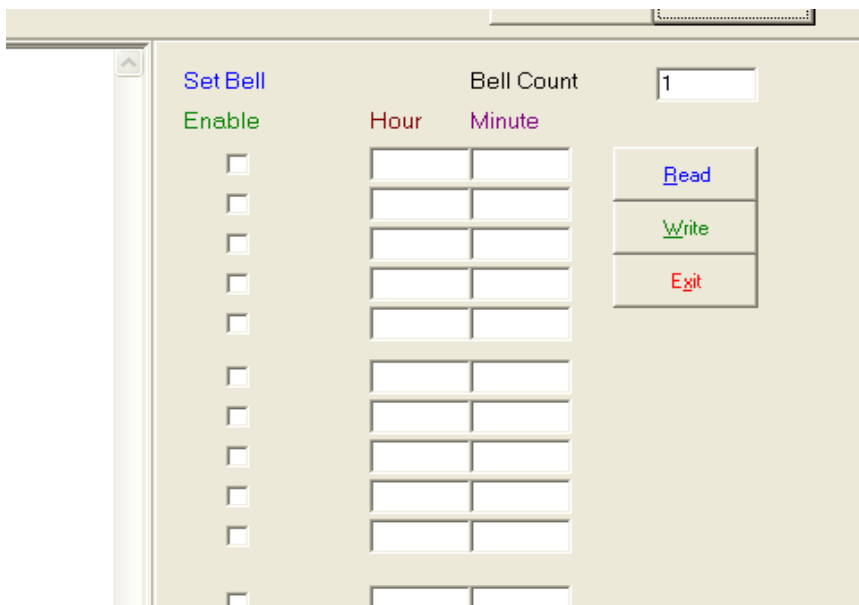 Set Bell Bell Count 1
Enable Hour Minute
Read
Write
Exit